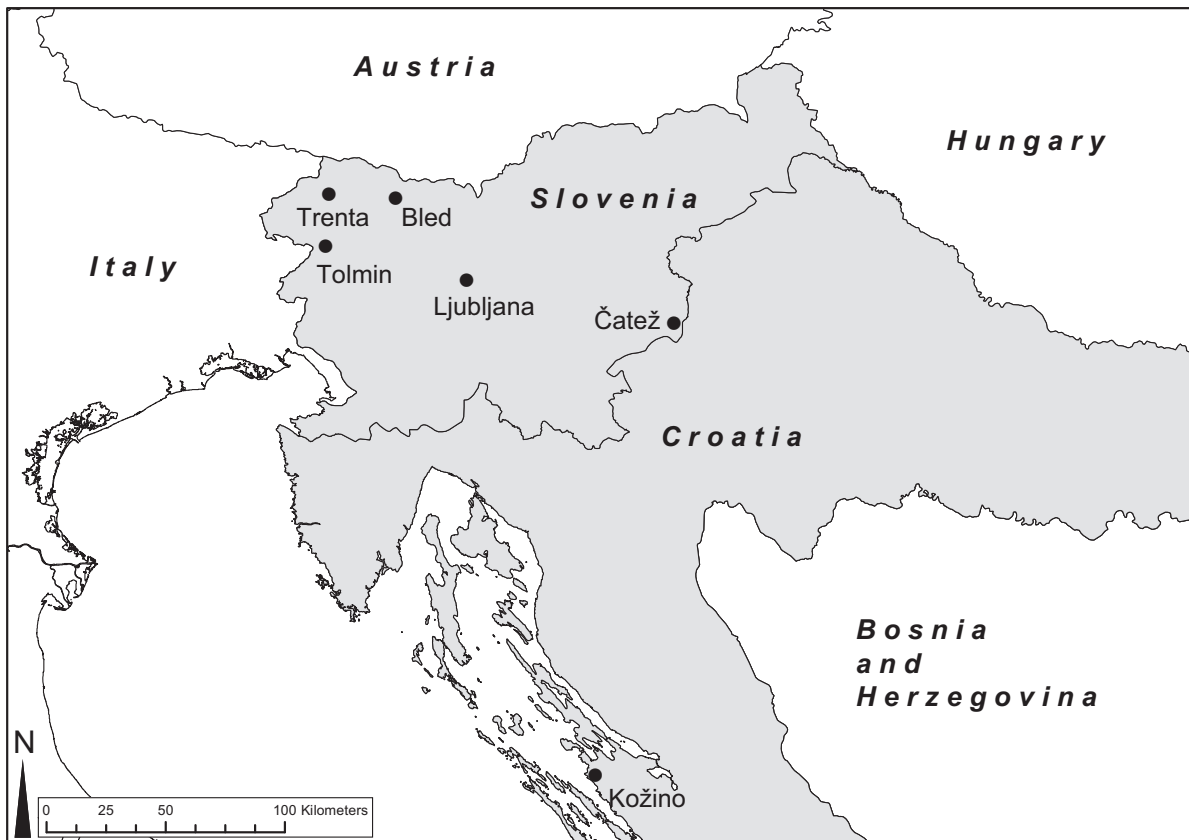 Austria
Hungary
Slovenia
Trenta
Bled
Italy
Tolmin
Ljubljana
Čatež
Croatia
Bosnia
and
Herzegovina
N
0 25 50 100 Kilometers
Kožino